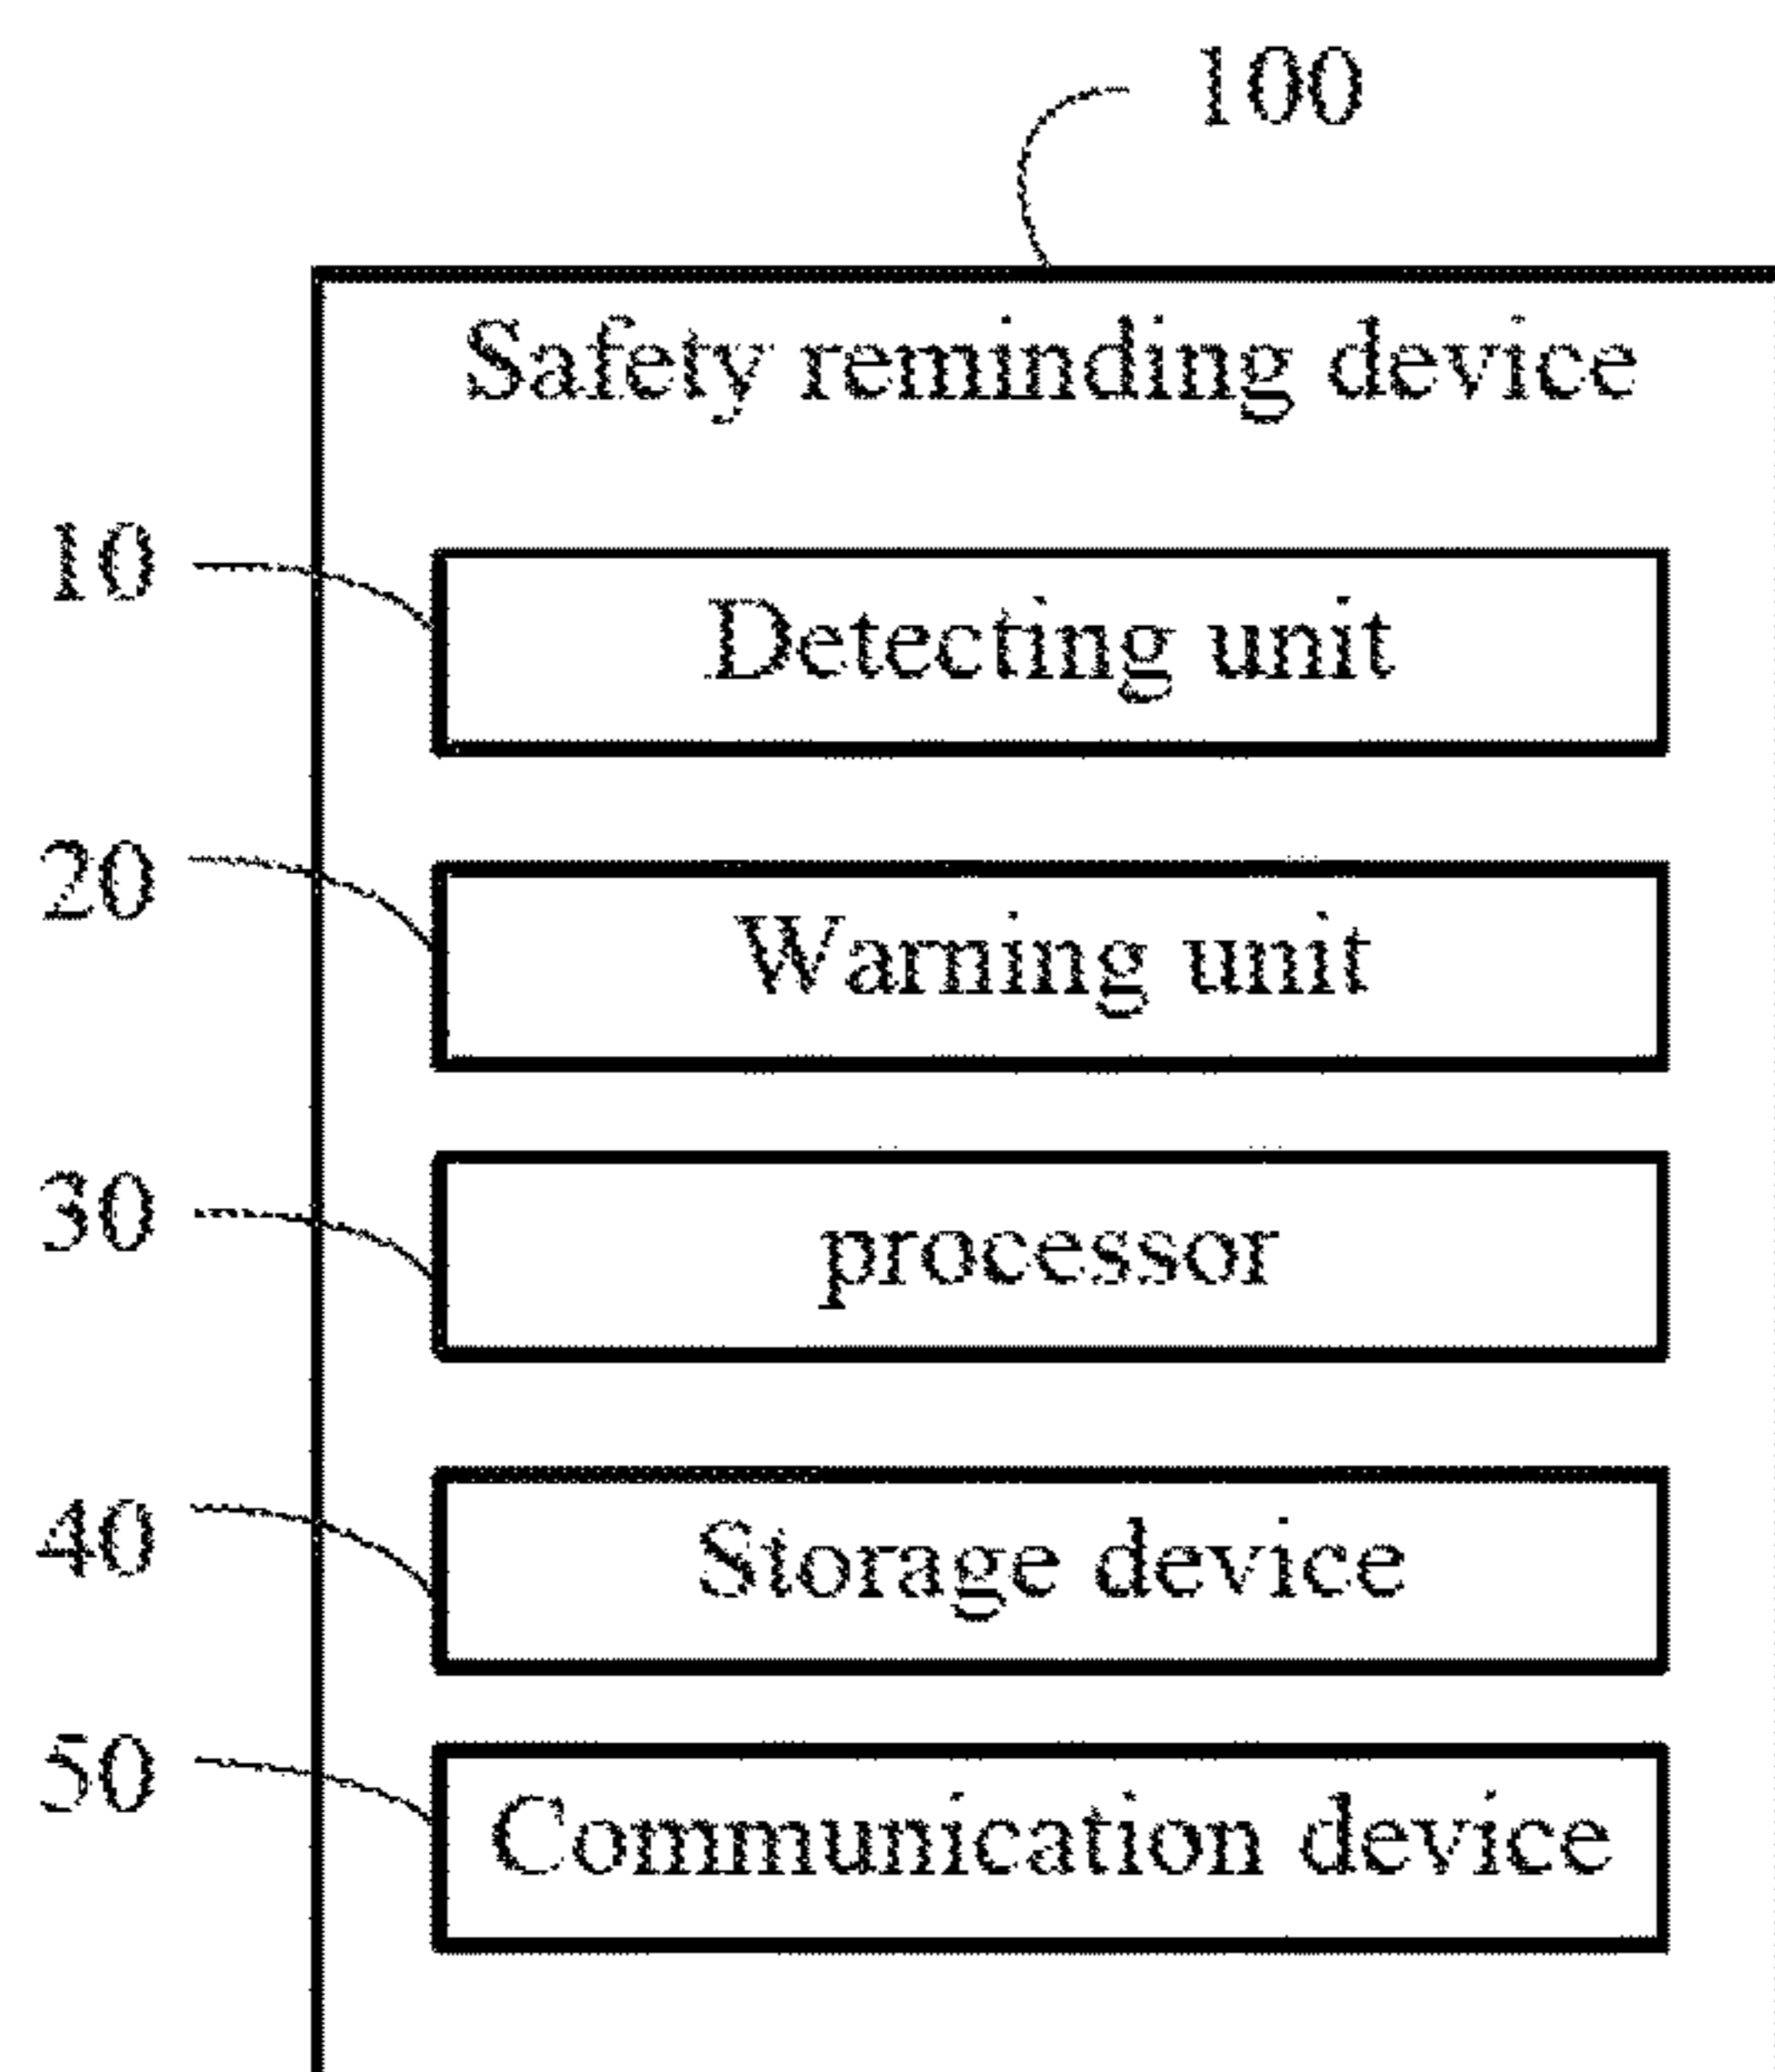 100
Safety reminding device
10
Detecting unit
20
Warning unit
30
processor
40
Storage device
50
Communication device